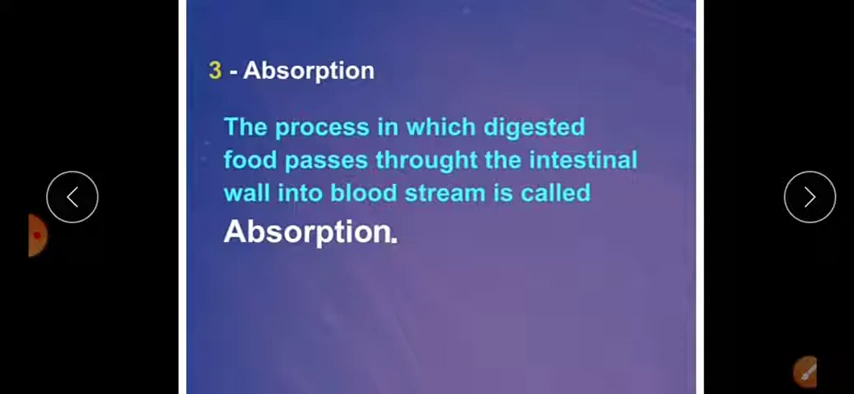 3 - Absorption
The process in which digested
food passes throught the intestinal
wall into blood stream is called
Absorption.